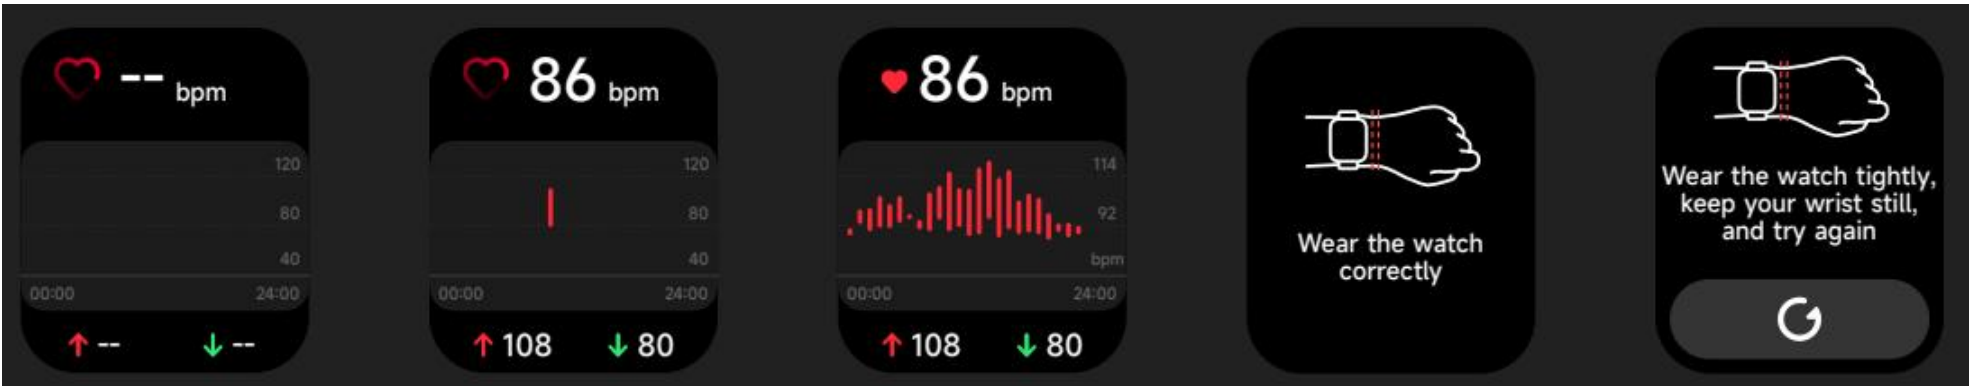 -- bpm
120
80
40
00:00 24:00
↑ -- ↓ --
86 bpm
120
80
40
00:00 24:00
↑ 108 ↓ 80
86 bpm
114
92
bpm
00:00 24:00
↑ 108 ↓ 80
Wear the watch
correctly
Wear the watch tightly,
keep your wrist still,
and try again